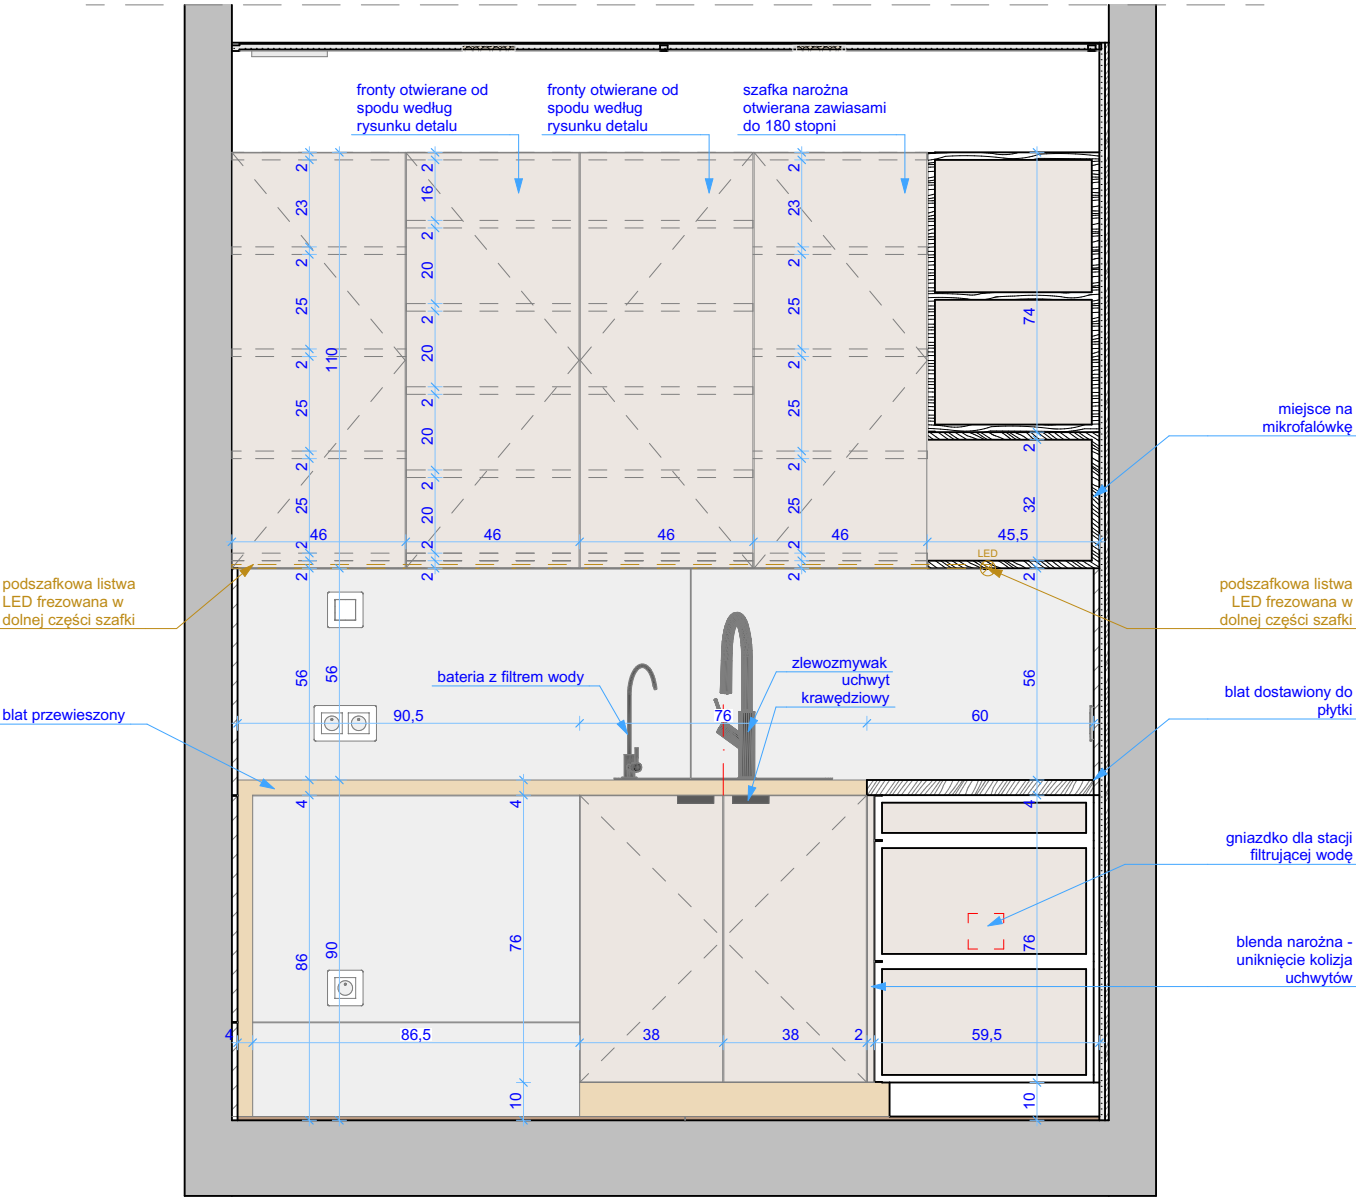 fronty otwierane od
spodu według
rysunku detalu
fronty otwierane od
spodu według
rysunku detalu
szafka narożna
otwierana zawiasami
do 180 stopni
2
23
2
25
2
25
2
25
2
2
110
2
16
2
20
2
20
2
20
2
20
2
2
2
23
2
25
2
25
2
25
2
2
74
2
32
2
46
46
46
46
45,5
LED
miejsce na
mikrofalówkę
podszafkowa listwa
LED frezowana w
dolnej części szafki
podszafkowa listwa
LED frezowana w
dolnej części szafki
56
56
56
bateria z filtrem wody
zlewozmywak
uchwyt
krawędziowy
blat przewieszony
blat dostawiony do
płytki
90,5
76
60
4
4
4
gniazdko dla stacji
filtrującej wodę
86
90
76
76
blenda narożna -
uniknięcie kolizja
uchwytów
4
86,5
38
38
2
59,5
10
10